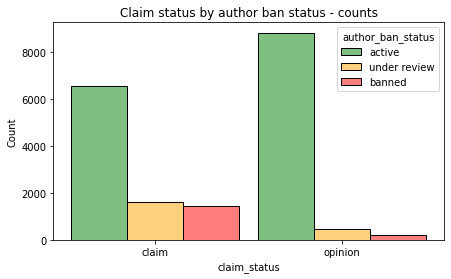 Claim status by author ban status - counts
author_ban_status
active
under review
banned
Count
8000
6000
4000
2000
0
claim
opinion
claim_status